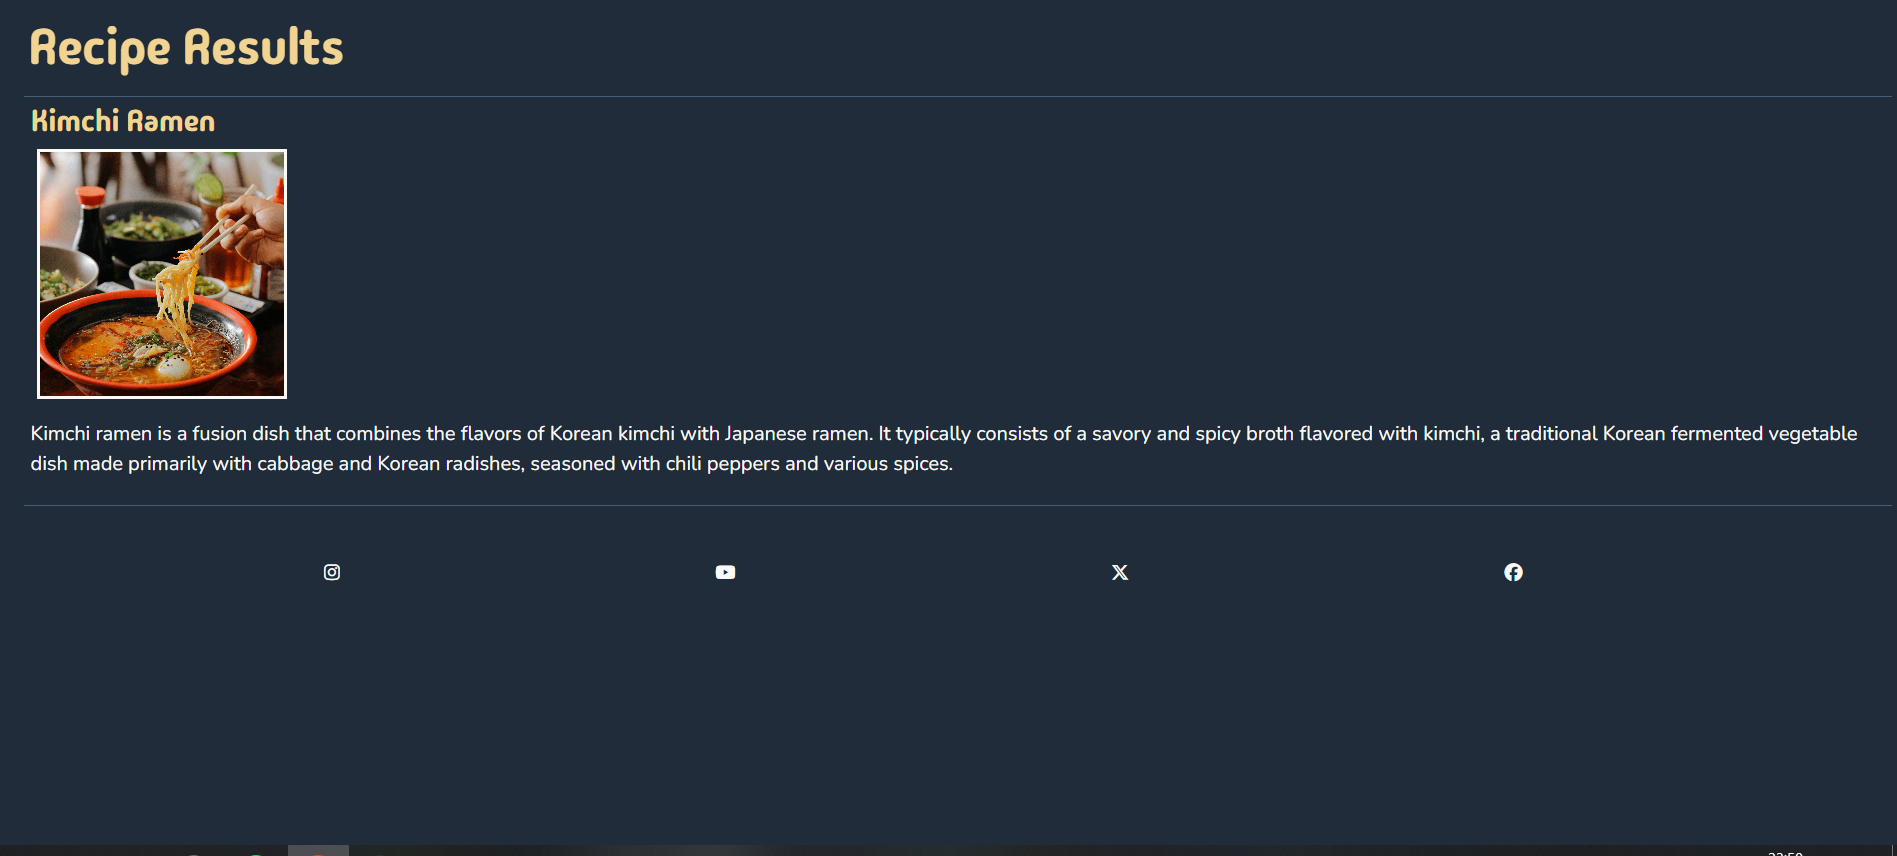 Recipe Results
Kimchi Ramen
Kimchi ramen is a fusion dish that combines the flavors of Korean kimchi with Japanese ramen. It typically consists of a savory and spicy broth flavored with kimchi, a traditional Korean fermented vegetable
dish made primarily with cabbage and Korean radishes, seasoned with chili peppers and various spices.